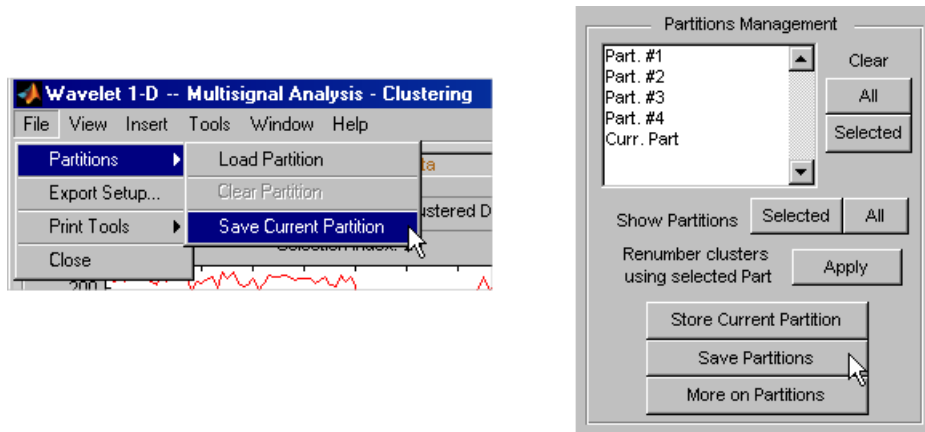 Wavelet 1-D -- Multisignal Analysis - Clustering
File View Insert Tools Window Help
Partitions
Load Partition
Export Setup...
Clear Partition
Print Tools
Save Current Partition
Close
ta
ustered D
200
Partitions Management
Part. #1
Part. #2
Part. #3
Part. #4
Curr. Part
Clear
All
Selected
Show Partitions Selected All
Renumber clusters
using selected Part
Apply
Store Current Partition
Save Partitions
More on Partitions